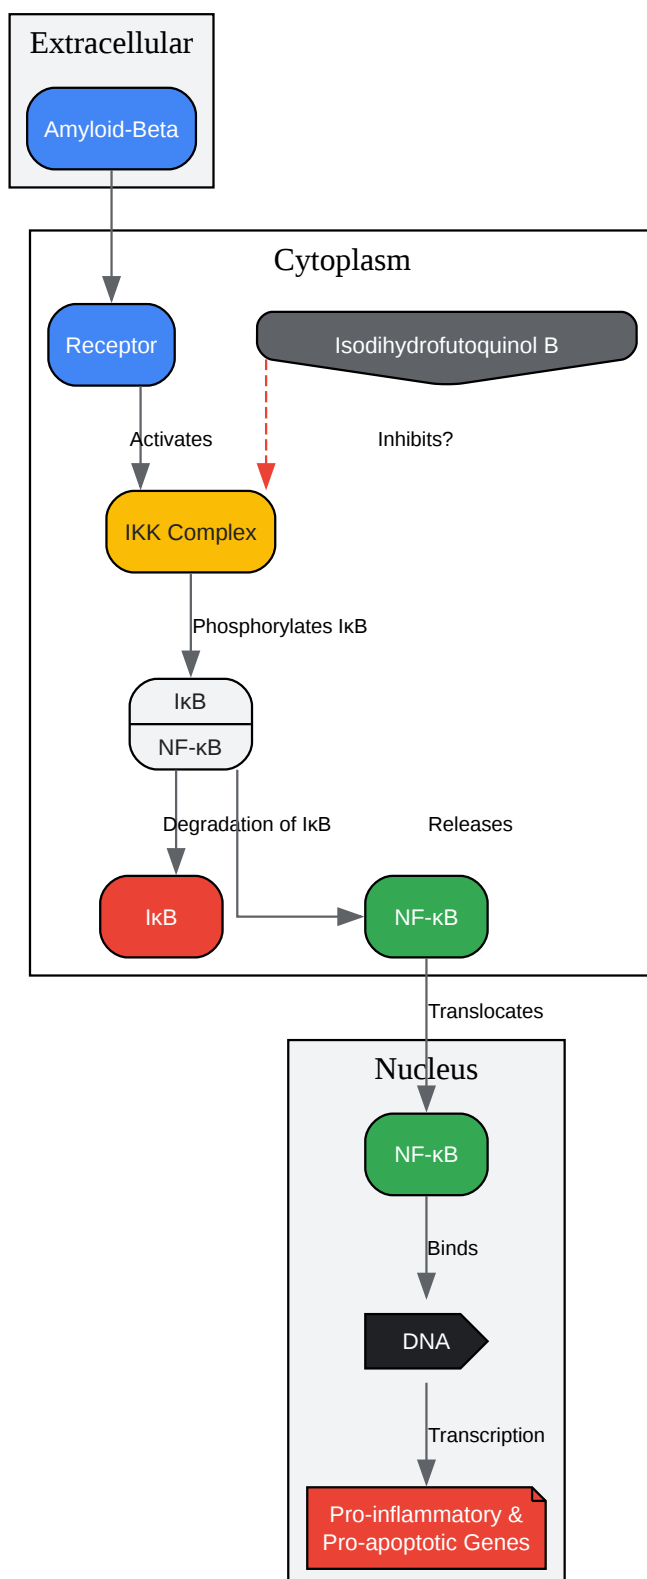 Extracellular
Amyloid-Beta
Cytoplasm
Receptor
Isodihydrofutoquinol B
Activates
Inhibits?
IKK Complex
Phosphorylates IκB
IκB
NF-κB
Degradation of IκB
Releases
IκB
NF-κB
Translocates
Nucleus
NF-κB
Binds
DNA
Transcription
Pro-inflammatory &
Pro-apoptotic Genes